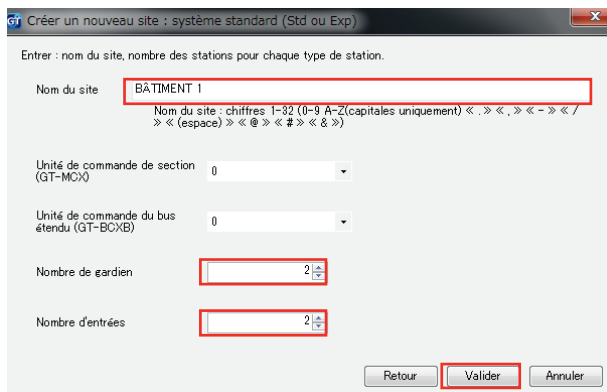 GT Créer un nouveau site : système standard (Std ou Exp)
Entrer : nom du site, nombre des stations pour chaque type de station.
Nom du site BÂTIMENT 1
Nom du site : chiffres 1-32 (0-9 A-Z(capitales uniquement) « . » « , » « - » « /
» « (espace) » « @ » « # » « & »)
Unité de commande de section
(GT-MCX) 0
Unité de commande du bus
étendu (GT-BCXB) 0
Nombre de gardien 2
Nombre d'entrées 2
Retour Valider Annuler